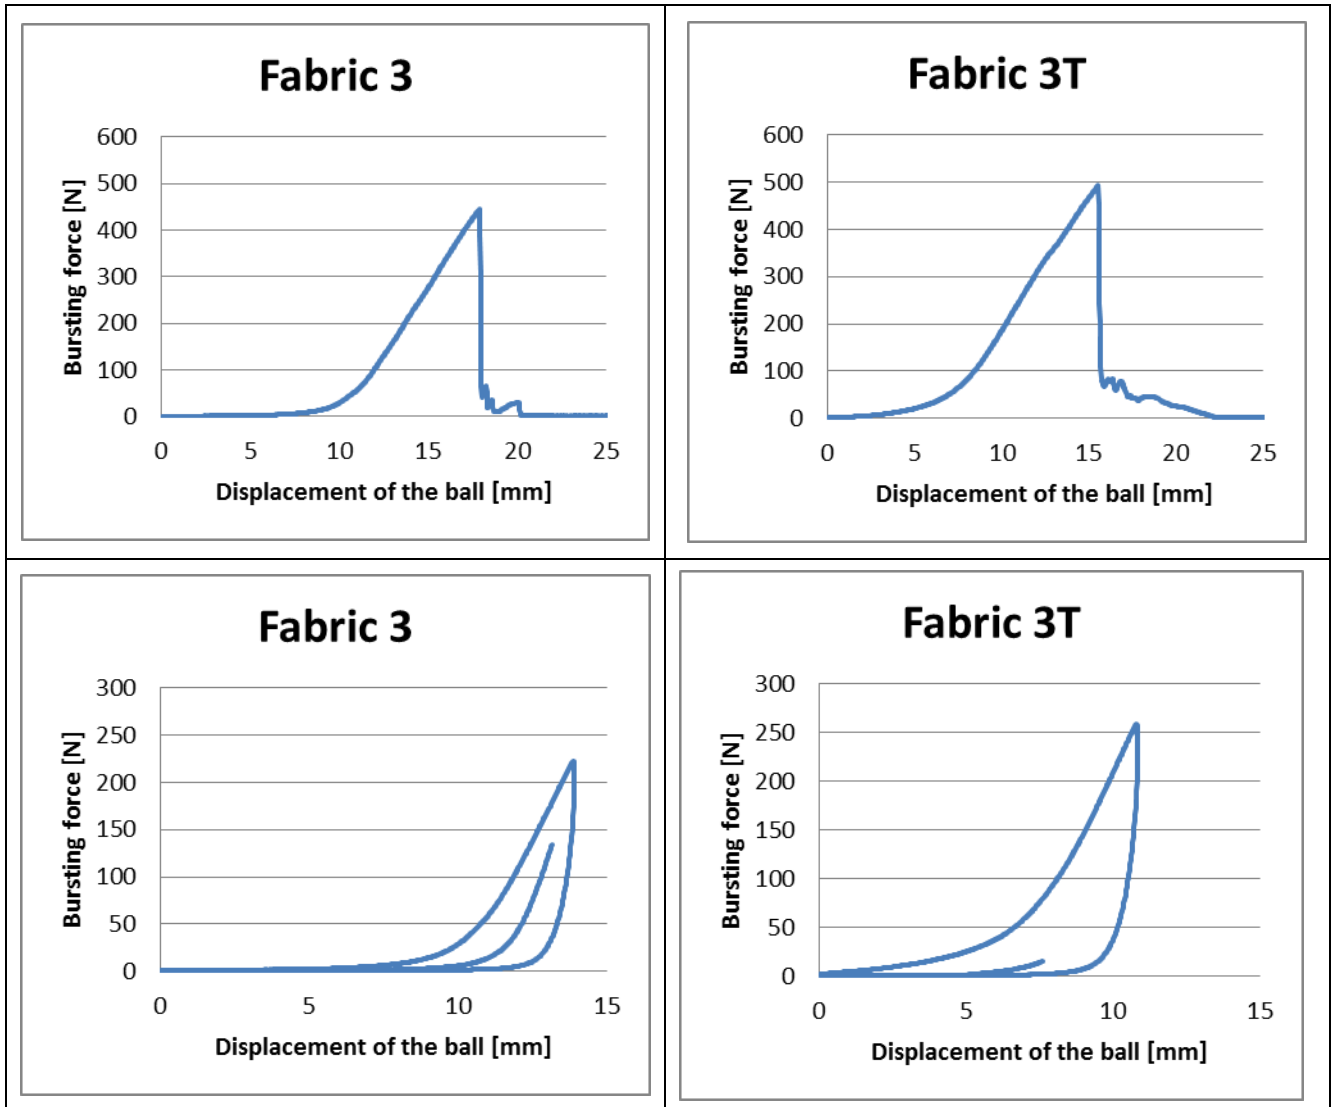 Fabric 3
Bursting force [N]
600
500
400
300
200
100
0
0 5 10 15 20 25
Displacement of the ball [mm]
Fabric 3T
Bursting force [N]
600
500
400
300
200
100
0
0 5 10 15 20 25
Displacement of the ball [mm]
Fabric 3
Bursting force [N]
300
250
200
150
100
50
0
0 5 10 15
Displacement of the ball [mm]
Fabric 3T
Bursting force [N]
300
250
200
150
100
50
0
0 5 10 15
Displacement of the ball [mm]